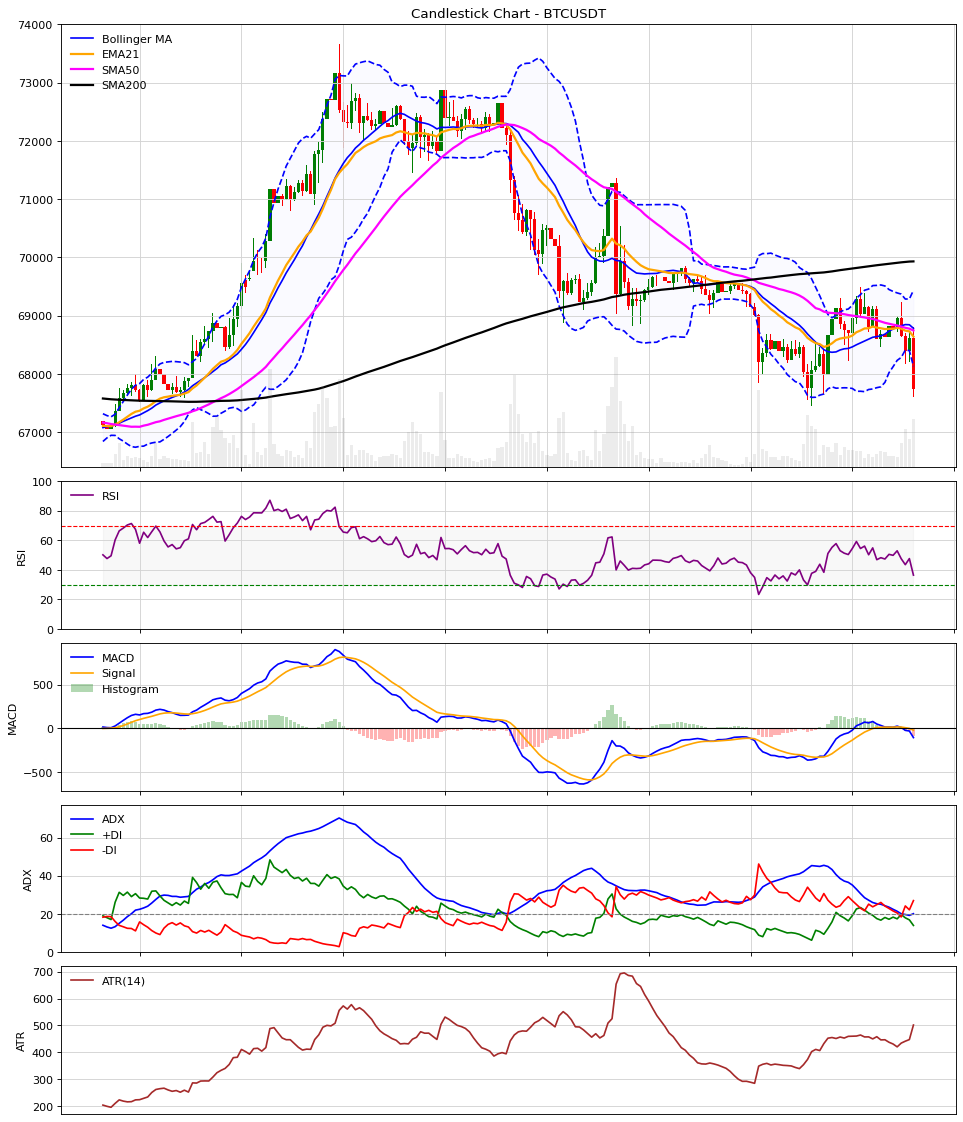 Candlestick Chart - BTCUSDT
74000
73000
72000
71000
70000
69000
68000
67000
Bollinger MA
EMA21
SMA50
SMA200
100
80
60
40
20
0
RSI
RSI
500
0
−500
MACD
MACD
Signal
Histogram
60
40
20
0
ADX
ADX
+DI
-DI
700
600
500
400
300
200
ATR
ATR(14)